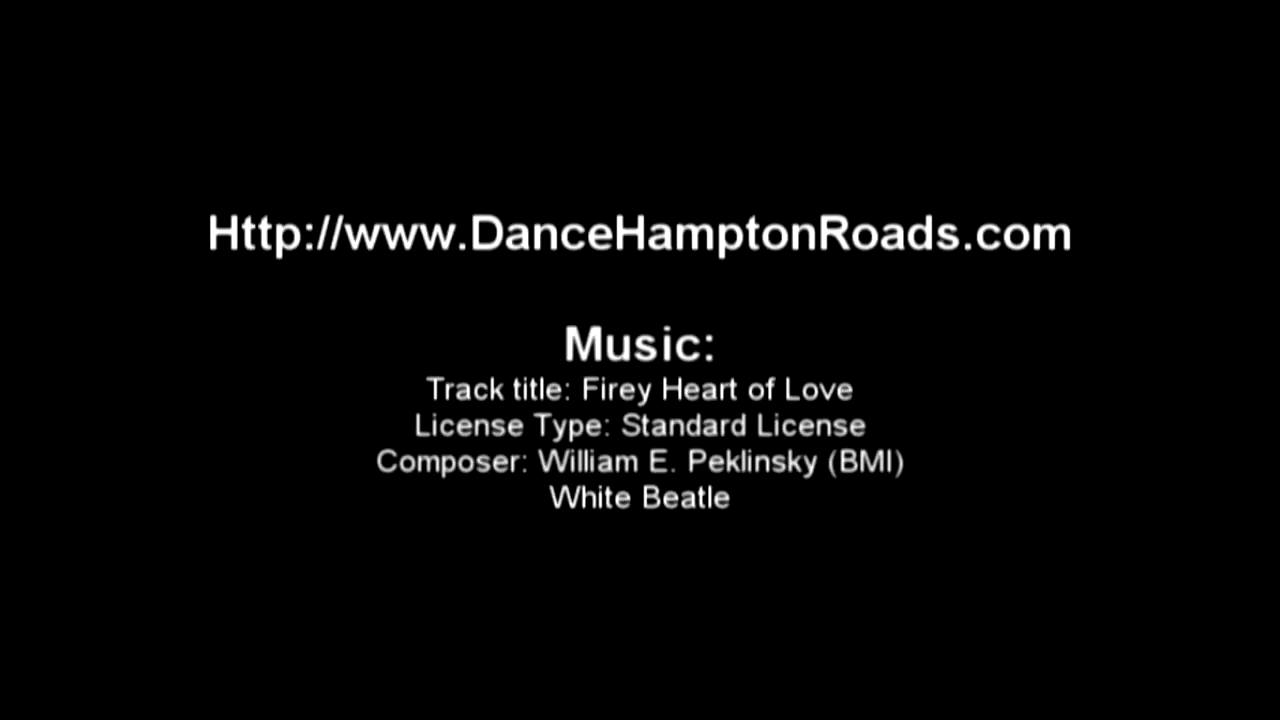 Http://www.DanceHamptonRoads.com
Music:
Track title: Firey Heart of Love
License Type: Standard License
Composer: William E. Peklinsky (BMI)
White Beatle